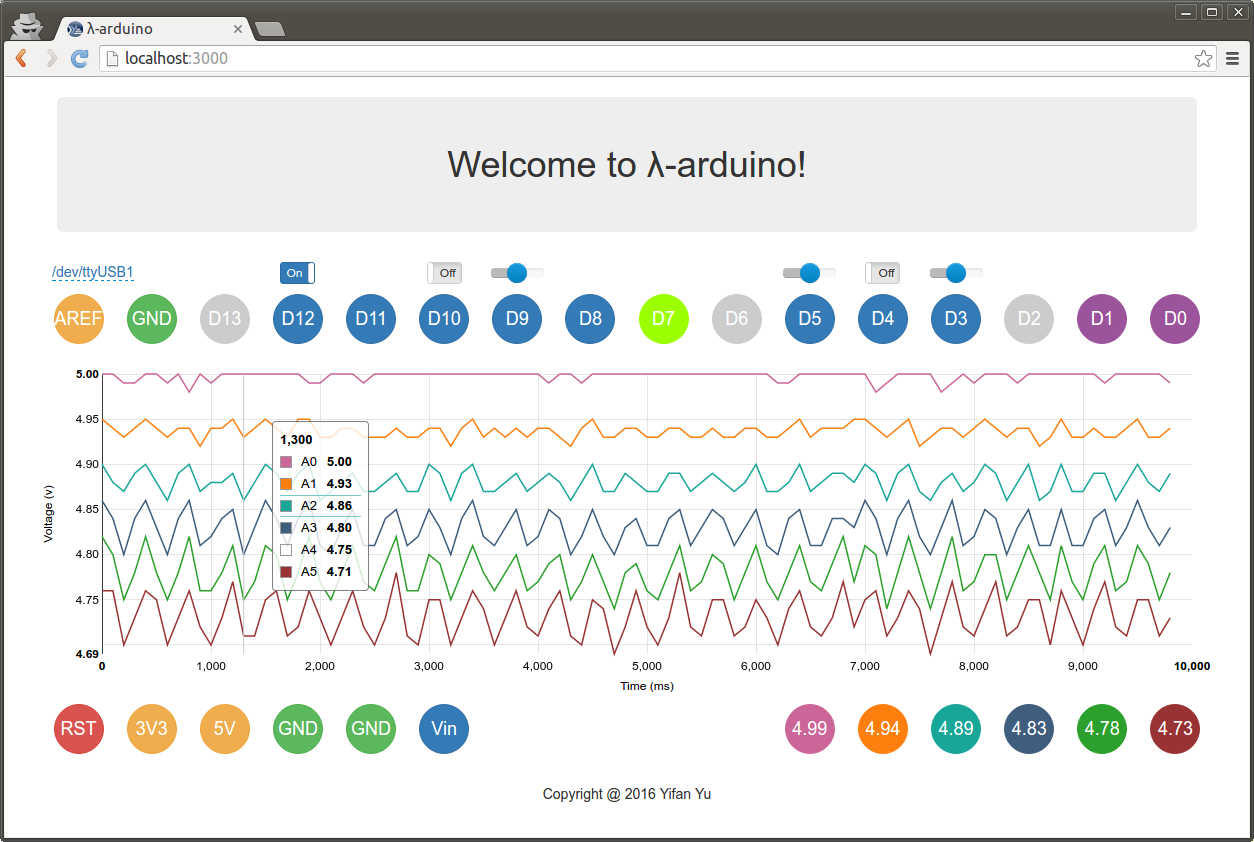 λ-arduino
localhost:3000
Welcome to λ-arduino!
/dev/ttyUSB1 On Off Off
AREF GND D13 D12 D11 D10 D9 D8 D7 D6 D5 D4 D3 D2 D1 D0
5.00
4.95
4.90
4.85
4.80
4.75
4.69
Voltage (v)
1,300
A0 5.00
A1 4.93
A2 4.86
A3 4.80
A4 4.75
A5 4.71
0 1,000 2,000 3,000 4,000 5,000 6,000 7,000 8,000 9,000 10,000
Time (ms)
RST 3V3 5V GND GND Vin 4.99 4.94 4.89 4.83 4.78 4.73
Copyright @ 2016 Yifan Yu